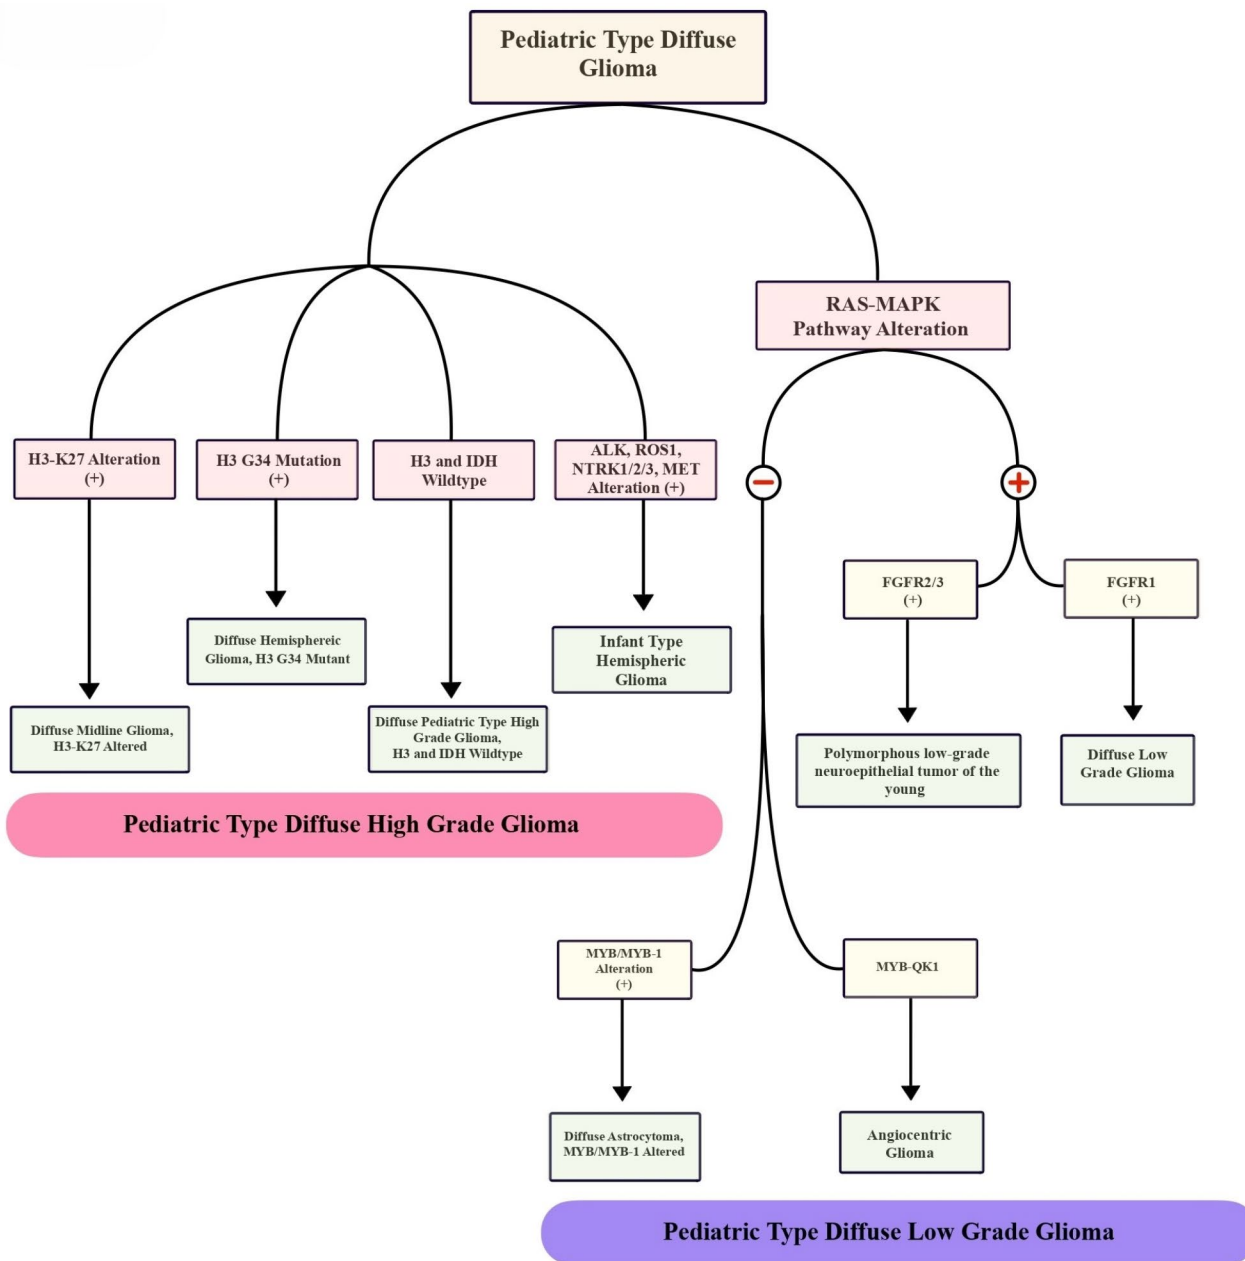 Pediatric Type Diffuse
Glioma
RAS-MAPK
Pathway Alteration
H3-K27 Alteration
(+)
H3 G34 Mutation
(+)
H3 and IDH
Wildtype
ALK, ROS1,
NTRK1/2/3, MET
Alteration (+)
−
+
FGFR2/3
(+)
FGFR1
(+)
Diffuse Hemisphereic
Glioma, H3 G34 Mutant
Infant Type
Hemispheric
Glioma
Diffuse Midline Glioma,
H3-K27 Altered
Diffuse Pediatric Type High
Grade Glioma,
H3 and IDH Wildtype
Polymorphous low-grade
neuroepithelial tumor of the
young
Diffuse Low
Grade Glioma
Pediatric Type Diffuse High Grade Glioma
MYB/MYB-1
Alteration
(+)
MYB-QK1
Diffuse Astrocytoma,
MYB/MYB-1 Altered
Angiocentric
Glioma
Pediatric Type Diffuse Low Grade Glioma